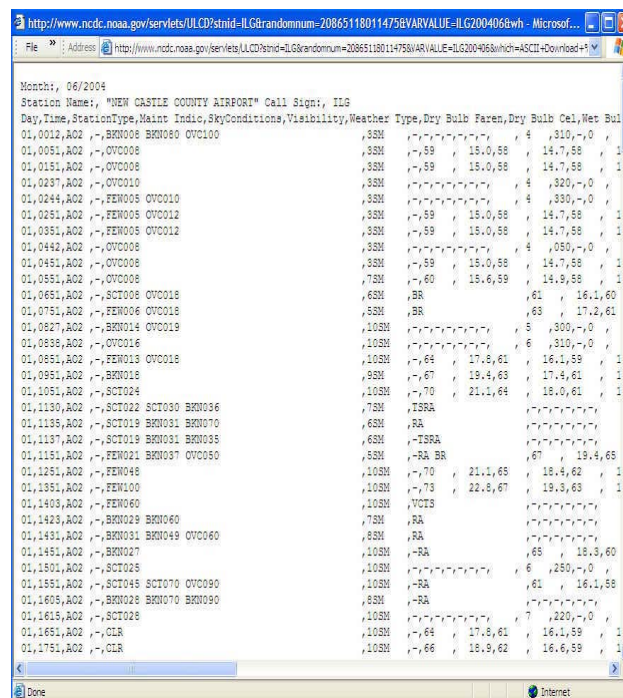 http://www.ncdc.noaa.gov/servlets/ULCD?stnid=ILG&randomnum=20865118011475&VARVALUE=ILG200406&wh - Microsof...
File » Address http://www.ncdc.noaa.gov/servlets/ULCD?stnid=ILG&randomnum=20865118011475&VARVALUE=ILG200406&which=ASCII+Download+
Month:, 06/2004
Station Name:, "NEW CASTLE COUNTY AIRPORT" Call Sign:, ILG
Day,Time,StationType,Maint Indic,SkyConditions,Visibility,Weather Type,Dry Bulb Faren,Dry Bulb Cel,Wet Bul
01,0012,AO2 ,-,BKN008 BKN080 OVC100 ,3SM ,-,-,-,-,-,-,-, , 4 ,310,-,0 ,
01,0051,AO2 ,-,OVC008 ,3SM ,-,59 , 15.0,58 , 14.7,58 , 1
01,0151,AO2 ,-,OVC008 ,3SM ,-,59 , 15.0,58 , 14.7,58 , 1
01,0237,AO2 ,-,OVC010 ,3SM ,-,-,-,-,-,-,-, , 4 ,320,-,0 ,
01,0244,AO2 ,-,FEW005 OVC010 ,3SM ,-,-,-,-,-,-,-, , 4 ,330,-,0 ,
01,0251,AO2 ,-,FEW005 OVC012 ,3SM ,-,59 , 15.0,58 , 14.7,58 , 1
01,0351,AO2 ,-,FEW005 OVC012 ,3SM ,-,59 , 15.0,58 , 14.7,58 , 1
01,0442,AO2 ,-,OVC008 ,3SM ,-,-,-,-,-,-,-, , 4 ,050,-,0 ,
01,0451,AO2 ,-,OVC008 ,3SM ,-,59 , 15.0,58 , 14.7,58 , 1
01,0551,AO2 ,-,OVC008 ,7SM ,-,60 , 15.6,59 , 14.9,58 , 1
01,0651,AO2 ,-,SCT008 OVC018 ,6SM ,BR ,61 , 16.1,60
01,0751,AO2 ,-,FEW006 OVC018 ,5SM ,BR ,63 , 17.2,61
01,0827,AO2 ,-,BKN014 OVC019 ,10SM ,-,-,-,-,-,-,-, , 5 ,300,-,0 ,
01,0838,AO2 ,-,OVC016 ,10SM ,-,-,-,-,-,-,-, , 6 ,310,-,0 ,
01,0851,AO2 ,-,FEW013 OVC018 ,10SM ,-,64 , 17.8,61 , 16.1,59 , 1
01,0951,AO2 ,-,BKN018 ,9SM ,-,67 , 19.4,63 , 17.4,61 , 1
01,1051,AO2 ,-,SCT024 ,10SM ,-,70 , 21.1,64 , 18.0,61 , 1
01,1130,AO2 ,-,SCT022 SCT030 BKN036 ,7SM ,TSRA ,-,-,-,-,-,-,
01,1135,AO2 ,-,SCT019 BKN031 BKN070 ,6SM ,RA ,-,-,-,-,-,-,
01,1137,AO2 ,-,SCT019 BKN031 BKN035 ,6SM ,-TSRA ,-,-,-,-,-,-,
01,1151,AO2 ,-,FEW021 BKN037 OVC050 ,5SM ,-RA BR ,67 , 19.4,65
01,1251,AO2 ,-,FEW048 ,10SM ,-,70 , 21.1,65 , 18.4,62 , 1
01,1351,AO2 ,-,FEW100 ,10SM ,-,73 , 22.8,67 , 19.3,63 , 1
01,1403,AO2 ,-,FEW060 ,10SM ,VCTS ,-,-,-,-,-,-,
01,1423,AO2 ,-,BKN029 BKN060 ,7SM ,RA ,-,-,-,-,-,-,
01,1431,AO2 ,-,BKN031 BKN049 OVC060 ,8SM ,RA ,-,-,-,-,-,-,
01,1451,AO2 ,-,BKN027 ,10SM ,-RA ,65 , 18.3,60
01,1501,AO2 ,-,SCT025 ,10SM ,-,-,-,-,-,-,-, , 6 ,250,-,0 ,
01,1551,AO2 ,-,SCT045 SCT070 OVC090 ,10SM ,-RA ,61 , 16.1,58
01,1605,AO2 ,-,BKN028 BKN070 BKN090 ,8SM ,-RA ,-,-,-,-,-,-,
01,1615,AO2 ,-,SCT028 ,10SM ,-,-,-,-,-,-,-, , 7 ,220,-,0 ,
01,1651,AO2 ,-,CLR ,10SM ,-,64 , 17.8,61 , 16.1,59 , 1
01,1751,AO2 ,-,CLR ,10SM ,-,66 , 18.9,62 , 16.6,59 , 1
Done Internet